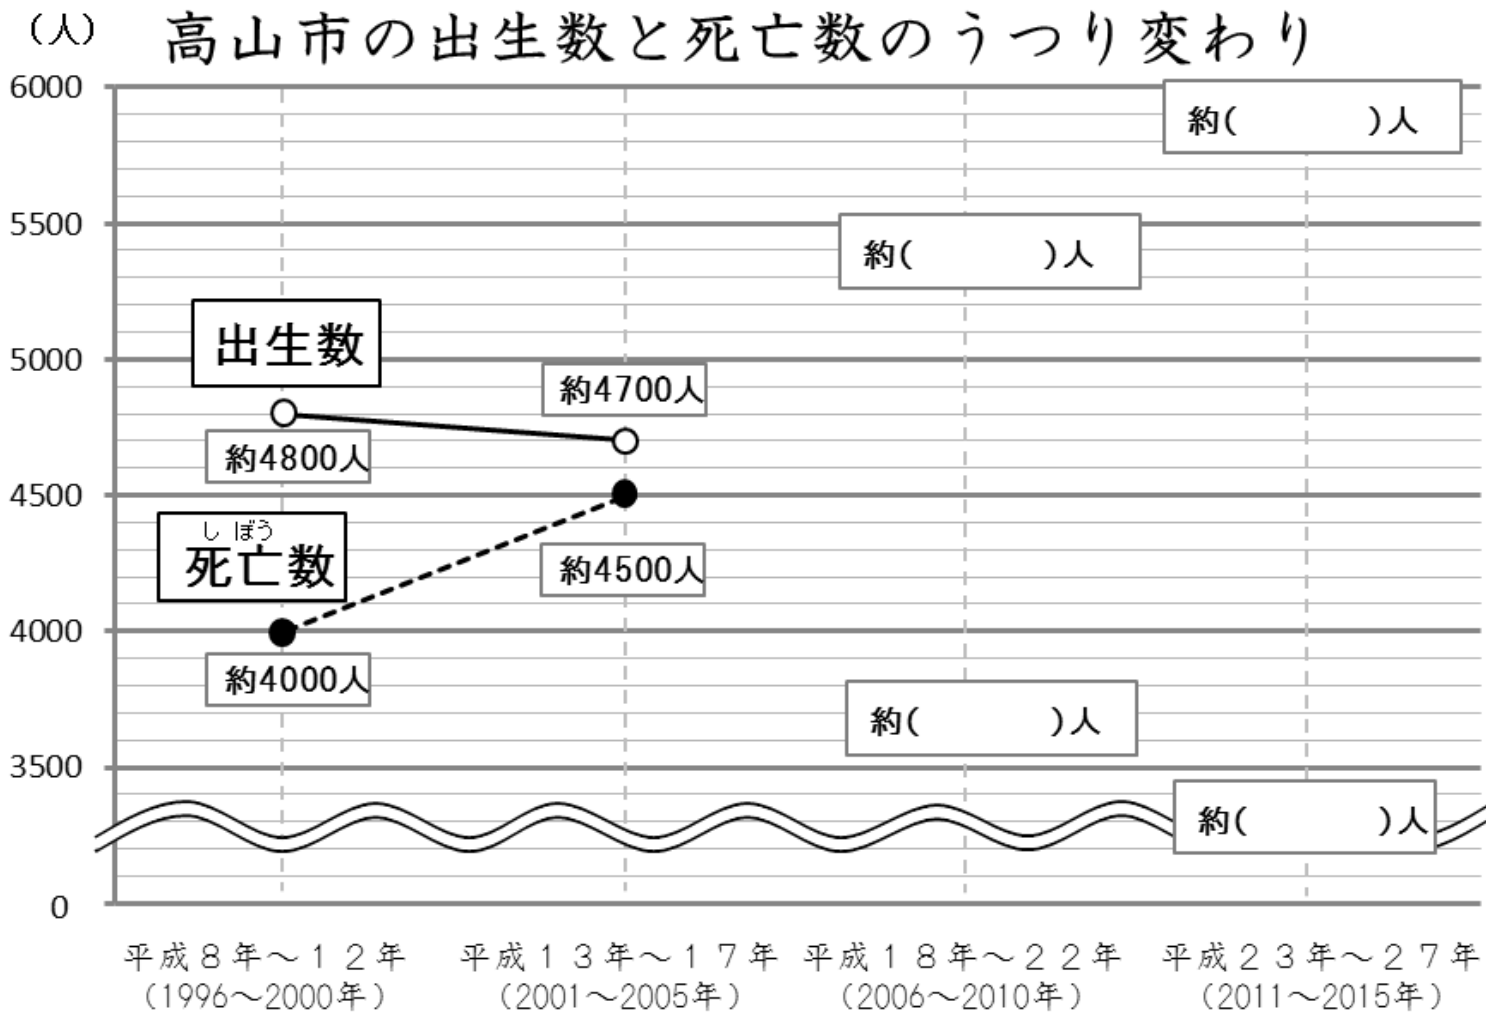 (人) 高山市の出生数と死亡数のうつり変わり
6000
約(　　　)人
5500
約(　　　)人
出生数
5000
約4700人
約4800人
4500
し ぼう
死亡数
約4500人
4000
約4000人
約(　　　)人
3500
約(　　　)人
0
平成８年～１２年 平成１３年～１７年 平成１８年～２２年 平成２３年～２７年
(1996～2000年) (2001～2005年) (2006～2010年) (2011～2015年)